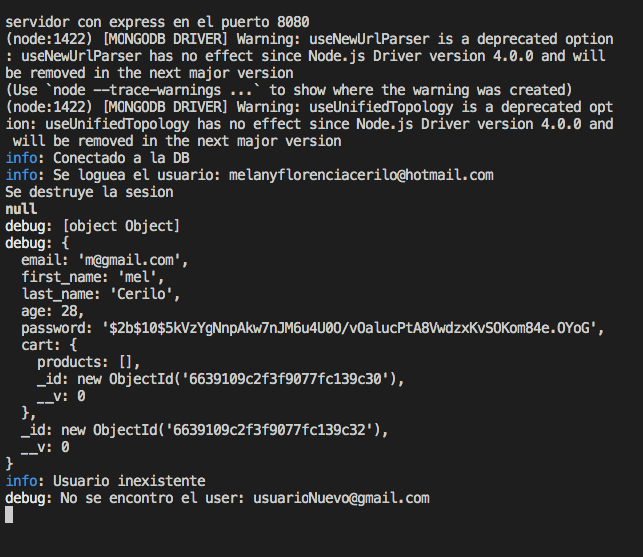 servidor con express en el puerto 8080
(node:1422) [MONGODB DRIVER] Warning: useNewUrlParser is a deprecated option
: useNewUrlParser has no effect since Node.js Driver version 4.0.0 and will
be removed in the next major version
(Use `node --trace-warnings ...` to show where the warning was created)
(node:1422) [MONGODB DRIVER] Warning: useUnifiedTopology is a deprecated opt
ion: useUnifiedTopology has no effect since Node.js Driver version 4.0.0 and
 will be removed in the next major version
info: Conectado a la DB
info: Se loguea el usuario: melanyflorenciacerilo@hotmail.com
Se destruye la sesion
null
debug: [object Object]
debug: {
  email: 'm@gmail.com',
  first_name: 'mel',
  last_name: 'Cerilo',
  age: 28,
  password: '$2b$10$5kVzYgNnpAkw7nJM6u4U0O/vOalucPtA8VwdzxKvSOKom84e.OYoG',
  cart: {
    products: [],
    _id: new ObjectId('6639109c2f3f9077fc139c30'),
    __v: 0
  },
  _id: new ObjectId('6639109c2f3f9077fc139c32'),
  __v: 0
}
info: Usuario inexistente
debug: No se encontro el user: usuarioNuevo@gmail.com